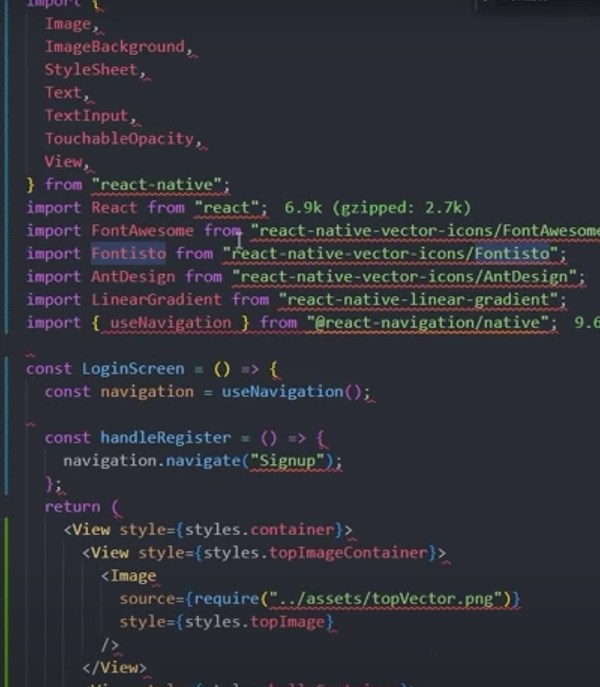 import {
Image,
ImageBackground,
StyleSheet,
Text,
TextInput,
TouchableOpacity,
View,
} from "react-native";
import React from "react"; 6.9k (gzipped: 2.7k)
import FontAwesome from "react-native-vector-icons/FontAwesome
import Fontisto from "react-native-vector-icons/Fontisto";
import AntDesign from "react-native-vector-icons/AntDesign";
import LinearGradient from "react-native-linear-gradient";
import { useNavigation } from "@react-navigation/native"; 9.6
const LoginScreen = () => {
const navigation = useNavigation();
const handleRegister = () => {
navigation.navigate("Signup");
};
return (
<View style={styles.container}>
<View style={styles.topImageContainer}>
<Image
source={require("../assets/topVector.png")}
style={styles.topImage}
/>
</View>